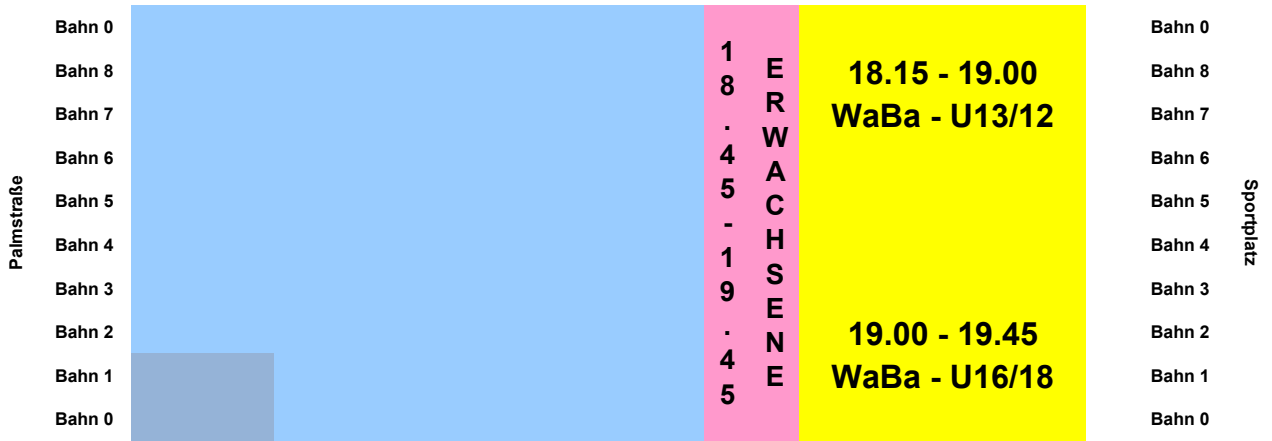 Palmstraße
Bahn 0
Bahn 8
Bahn 7
Bahn 6
Bahn 5
Bahn 4
Bahn 3
Bahn 2
Bahn 1
Bahn 0
18.45-19.45
ERWACHSENE
18.15 - 19.00
WaBa - U13/12
19.00 - 19.45
WaBa - U16/18
Bahn 0
Bahn 8
Bahn 7
Bahn 6
Bahn 5
Bahn 4
Bahn 3
Bahn 2
Bahn 1
Bahn 0
Sportplatz